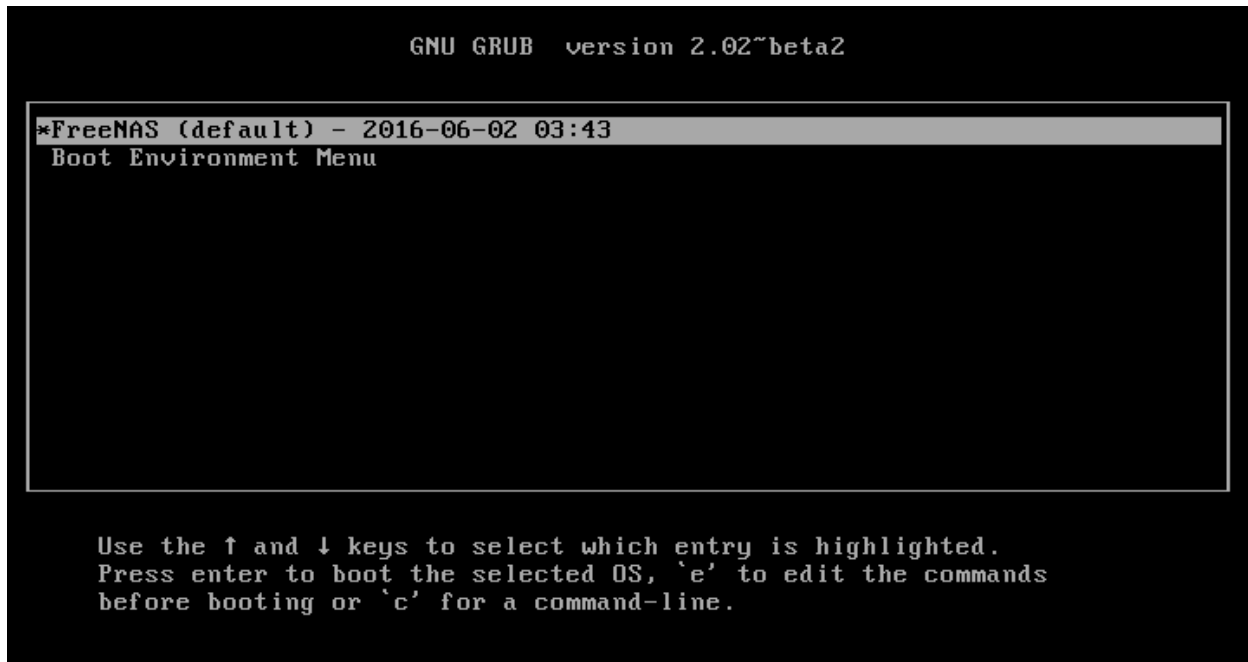 GNU GRUB  version 2.02~beta2
*FreeNAS (default) - 2016-06-02 03:43
Boot Environment Menu
Use the ↑ and ↓ keys to select which entry is highlighted.
Press enter to boot the selected OS, `e' to edit the commands
before booting or `c' for a command-line.